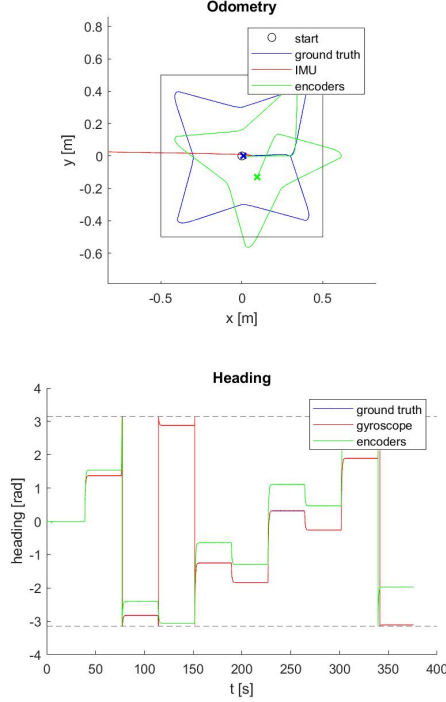 Odometry
start
ground truth
IMU
encoders
0.8
0.6
0.4
0.2
0
-0.2
-0.4
-0.6
y [m]
-0.5
0
0.5
x [m]
Heading
ground truth
gyroscope
encoders
4
3
2
1
0
-1
-2
-3
-4
heading [rad]
0
50
100
150
200
250
300
350
400
t [s]